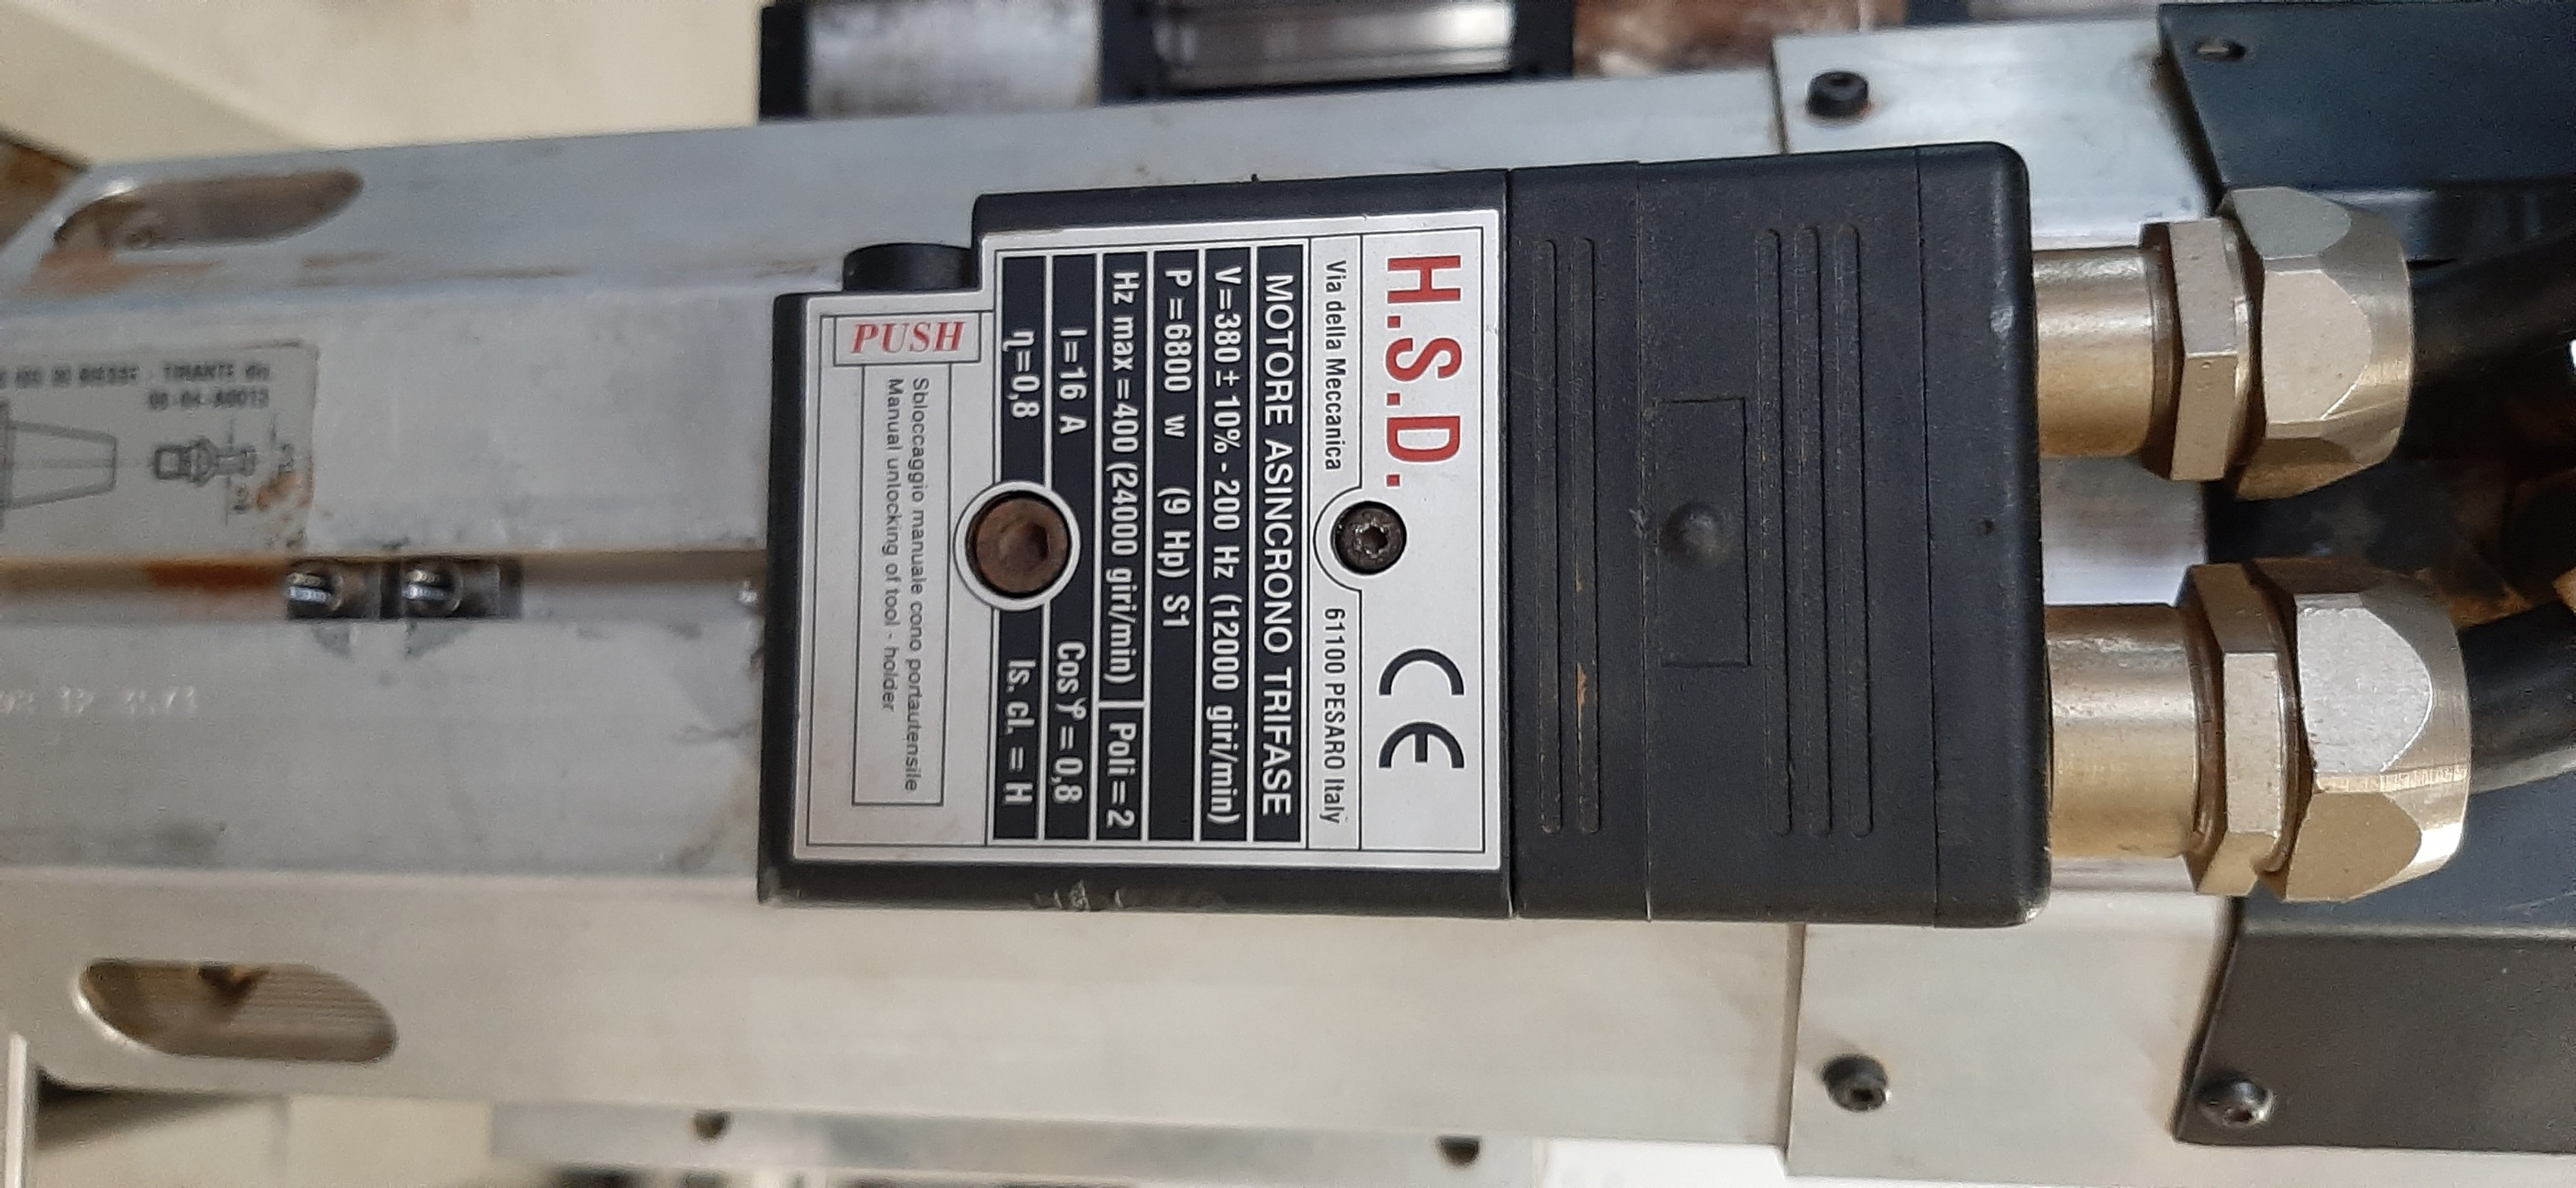 H.S.D.
CE
Via della Meccanica 61100 PESARO Italy
MOTORE ASINCRONO TRIFASE
V=380 ± 10% - 200 Hz (12000 giri/min)
P=6800 w (9 Hp) S1
Hz max = 400 (24000 giri/min) Poli = 2
I=16 A Cos φ = 0,8
η=0,8 Is. cl. = H
PUSH
Sbloccaggio manuale cono portautensile
Manual unlocking of tool - holder
TIRANTE